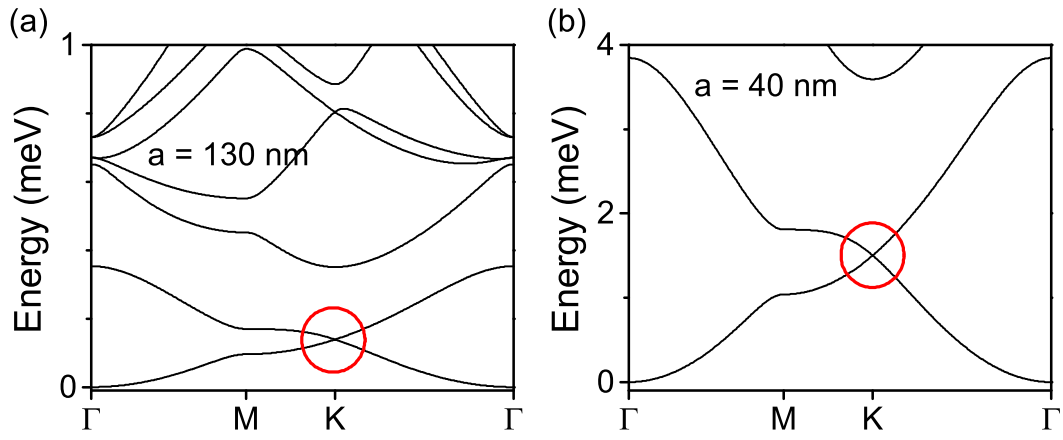 (a)
1
a = 130 nm
Energy (meV)
0
Γ M K Γ
(b)
4
a = 40 nm
2
Energy (meV)
0
Γ M K Γ